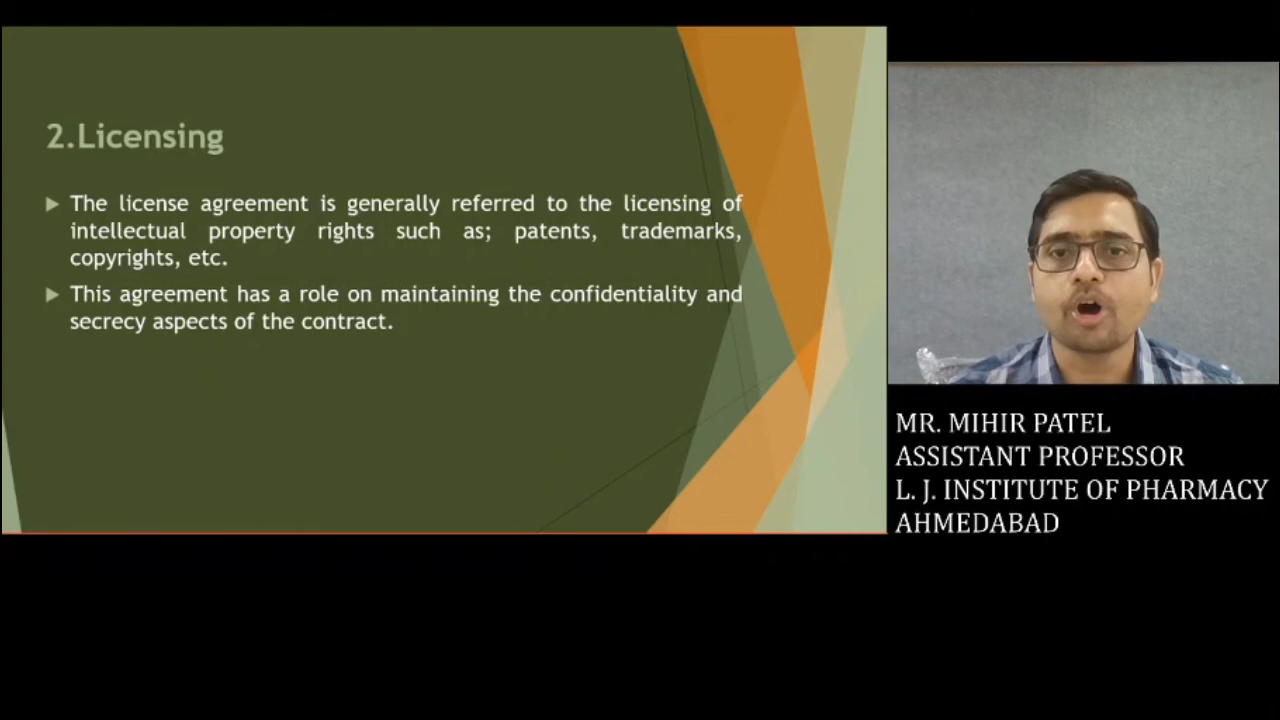 2.Licensing
The license agreement is generally referred to the licensing of
intellectual property rights such as; patents, trademarks,
copyrights, etc.
This agreement has a role on maintaining the confidentiality and
secrecy aspects of the contract.
MR. MIHIR PATEL
ASSISTANT PROFESSOR
L. J. INSTITUTE OF PHARMACY
AHMEDABAD